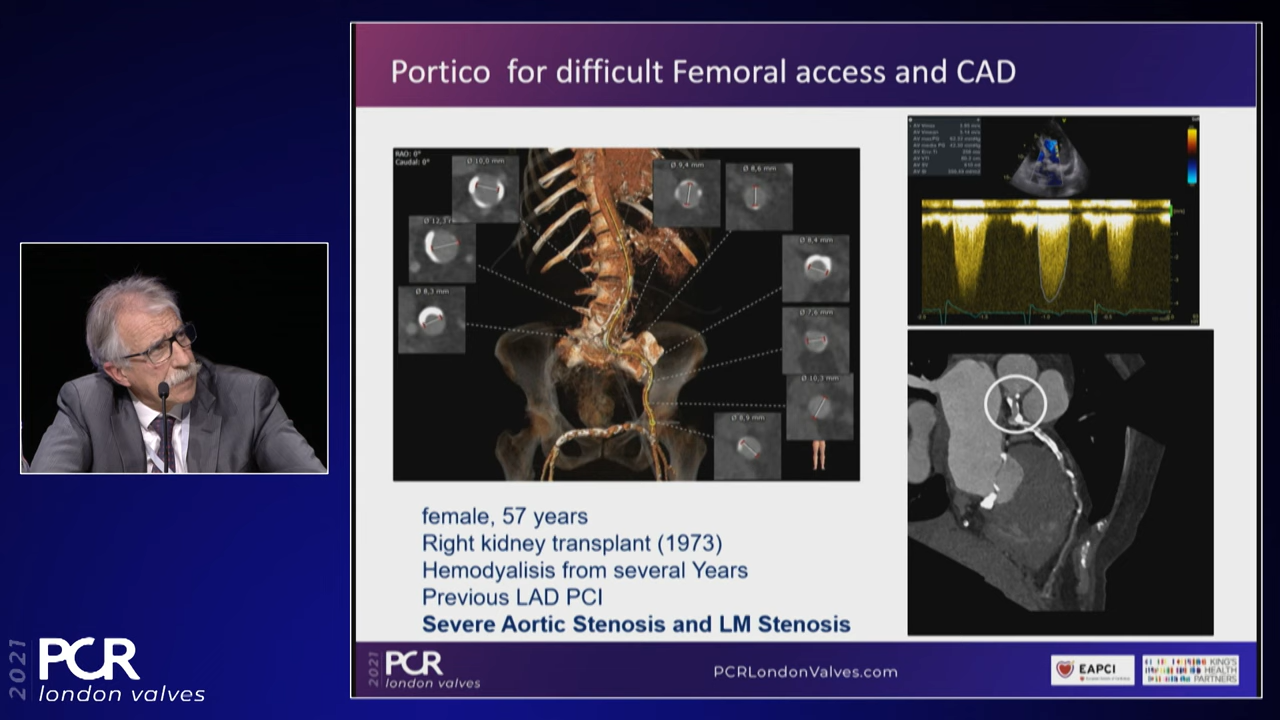 Portico for difficult Femoral access and CAD
RAO: 0°
Caudal: 0°
Ø 10,0 mm
Ø 9,4 mm
Ø 8,6 mm
Ø 8,4 mm
Ø 8,3 mm
Ø 7,6 mm
Ø 10,3 mm
Ø 8,9 mm
female, 57 years
Right kidney transplant (1973)
Hemodyalisis from several Years
Previous LAD PCI
Severe Aortic Stenosis and LM Stenosis
2021
PCR
london valves
PCRLondonValves.com
EAPCI
KING'S
HEALTH
PARTNERS
2021
PCR
london valves